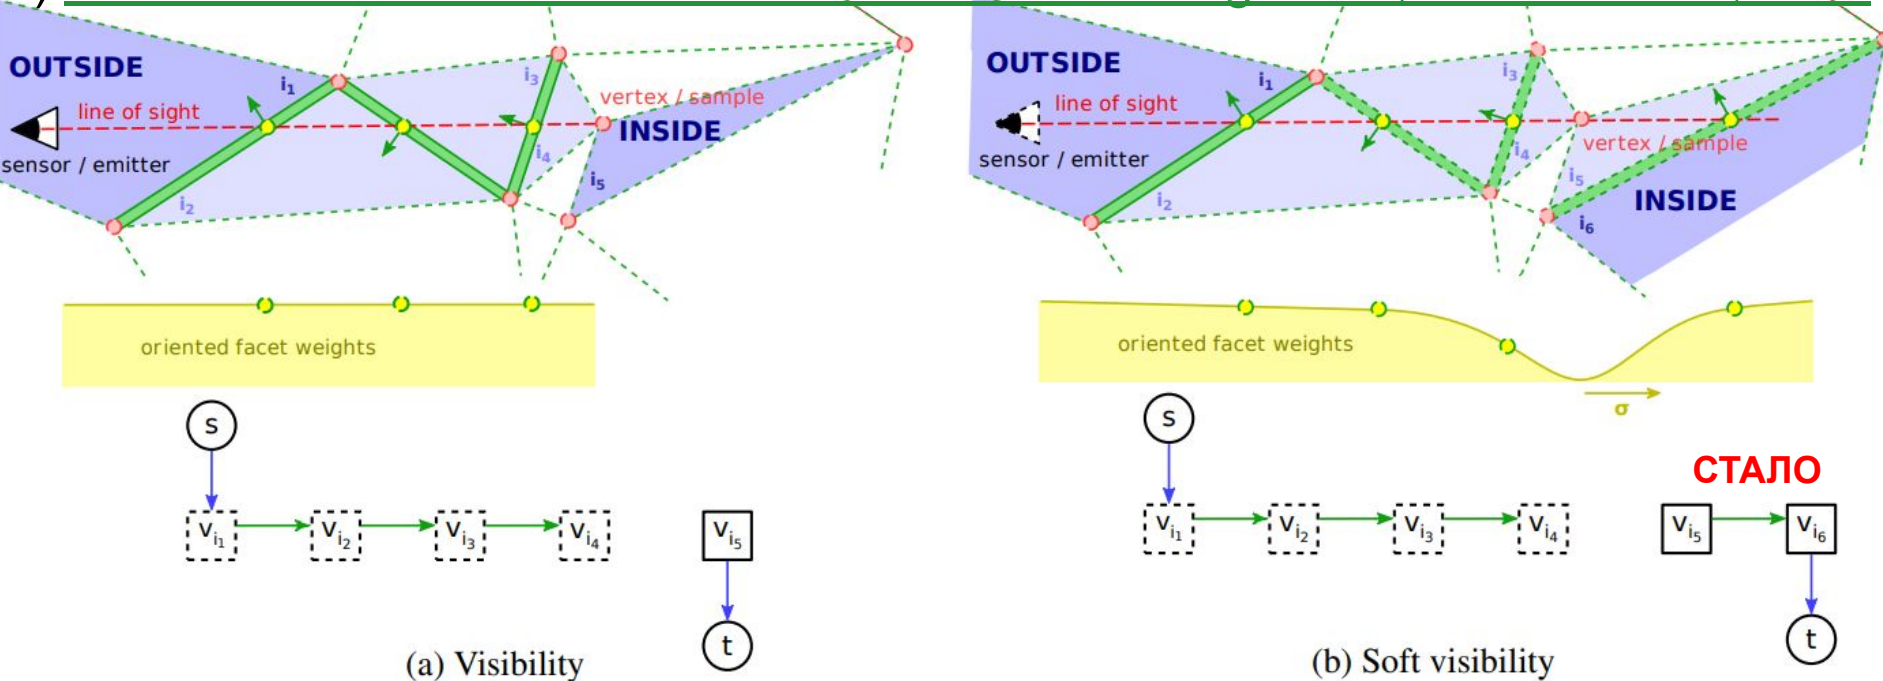 OUTSIDE
i1
i3
line of sight
vertex / sample
INSIDE
sensor / emitter
i4
i5
i2
oriented facet weights
s
vi1
vi2
vi3
vi4
vi5
t
(a) Visibility
OUTSIDE
i1
i3
line of sight
vertex / sample
sensor / emitter
i4
i5
i2
INSIDE
i6
oriented facet weights
σ
s
СТАЛО
vi1
vi2
vi3
vi4
vi5
vi6
t
(b) Soft visibility